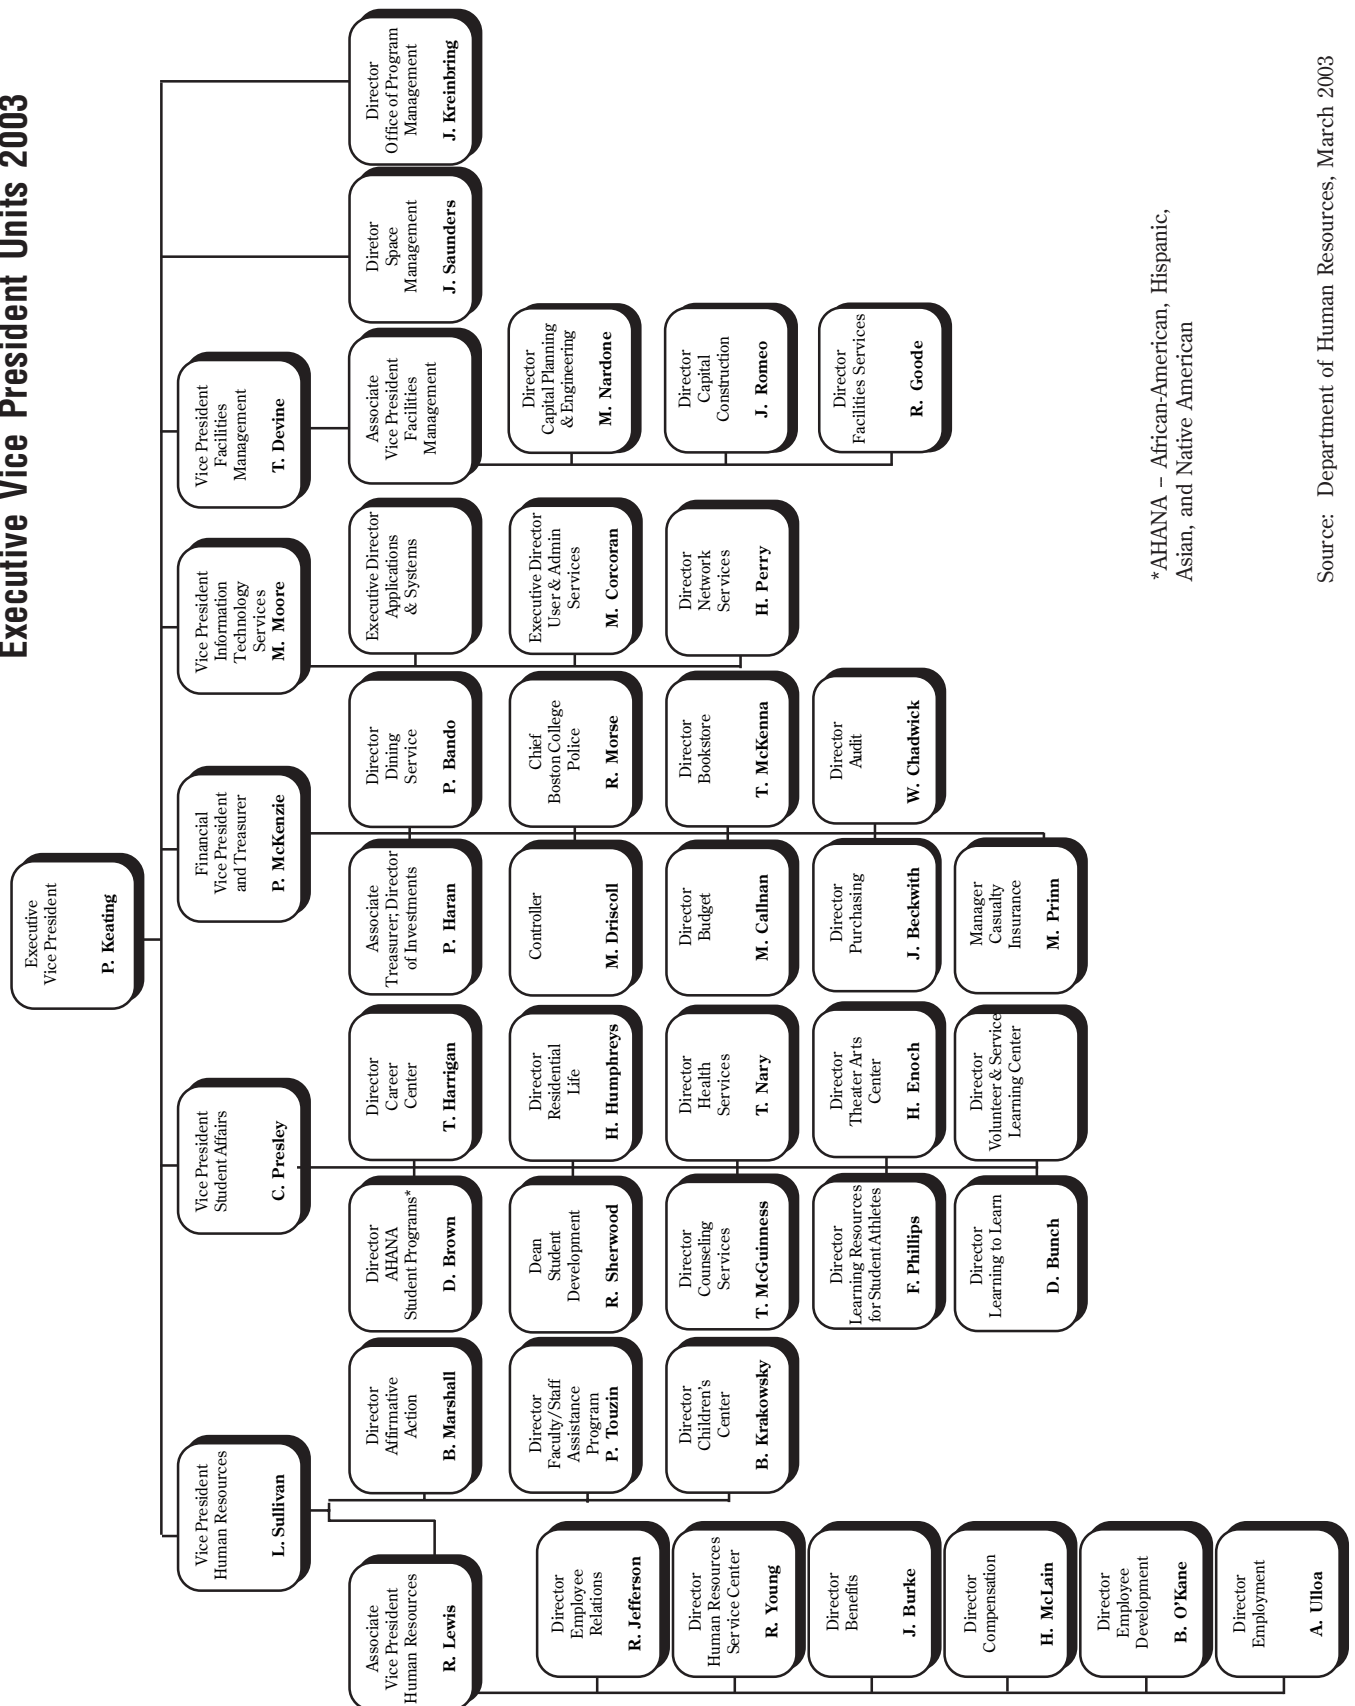 Executive Vice President Units 2003
Executive
Vice President
P. Keating
Vice President
Human Resources
L. Sullivan
Vice President
Student Affairs
C. Presley
Financial
Vice President
and Treasurer
P. McKenzie
Vice President
Information
Technology
Services
M. Moore
Vice President
Facilities
Management
T. Devine
Associate
Vice President
Human Resources
R. Lewis
Director
Affirmative
Action
B. Marshall
Director
AHANA
Student Programs*
D. Brown
Director
Career
Center
T. Harrigan
Associate
Treasurer; Director
of Investments
P. Haran
Director
Dining
Service
P. Bando
Executive Director
Applications
& Systems
Associate
Vice President
Facilities
Management
Diretor
Space
Management
J. Saunders
Director
Office of Program
Management
J. Kreinbring
Director
Employee
Relations
R. Jefferson
Director
Faculty/Staff
Assistance
Program
P. Touzin
Dean
Student
Development
R. Sherwood
Director
Residential
Life
H. Humphreys
Controller
M. Driscoll
Chief
Boston College
Police
R. Morse
Executive Director
User & Admin
Services
M. Corcoran
Director
Capital Planning
& Engineering
M. Nardone
Director
Human Resources
Service Center
R. Young
Director
Children's
Center
B. Krakowsky
Director
Counseling
Services
T. McGuinness
Director
Health
Services
T. Nary
Director
Budget
M. Callnan
Director
Bookstore
T. McKenna
Director
Network
Services
H. Perry
Director
Capital
Construction
J. Romeo
Director
Benefits
J. Burke
Director
Learning Resources
for Student Athletes
F. Phillips
Director
Theater Arts
Center
H. Enoch
Director
Purchasing
J. Beckwith
Director
Audit
W. Chadwick
Director
Facilities Services
R. Goode
Director
Compensation
H. McLain
Director
Learning to Learn
D. Bunch
Director
Volunteer & Service
Learning Center
Manager
Casualty
Insurance
M. Prinn
Director
Employee
Development
B. O'Kane
Director
Employment
A. Ulloa
*AHANA – African-American, Hispanic,
Asian, and Native American
Source: Department of Human Resources, March 2003